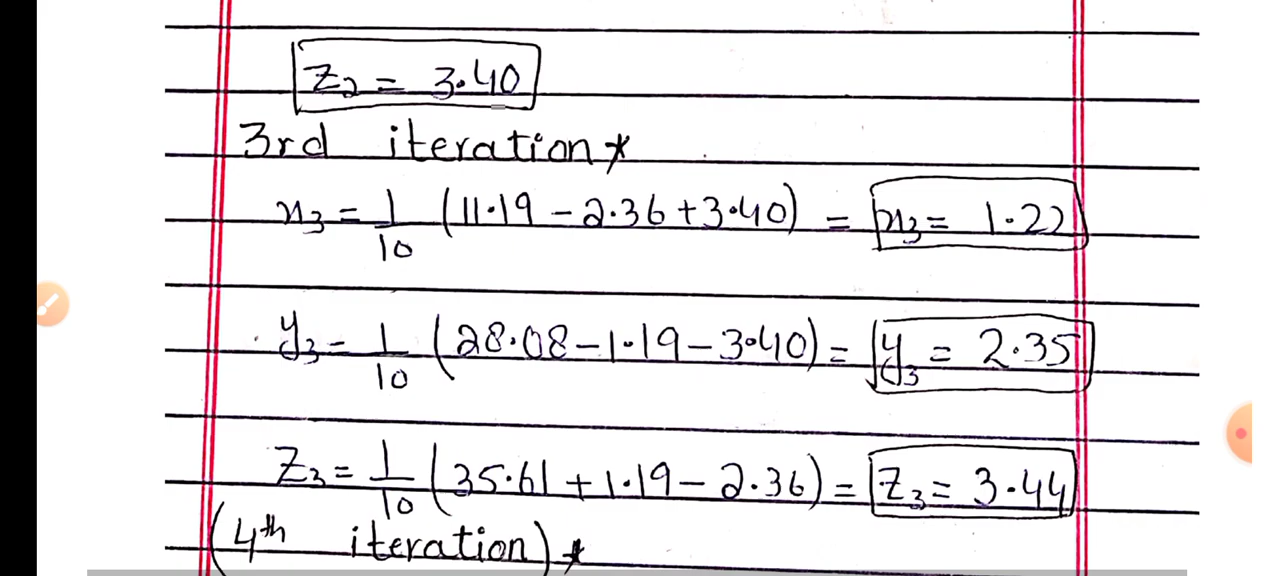 z₂ = 3.40
3rd iteration*
x₃ = 1/10 (11.19 - 2.36 + 3.40) = x₃ = 1.22
y₃ = 1/10 (28.08 - 1.19 - 3.40) = y₃ = 2.35
z₃ = 1/10 (35.61 + 1.19 - 2.36) = z₃ = 3.44
(4th iteration)*